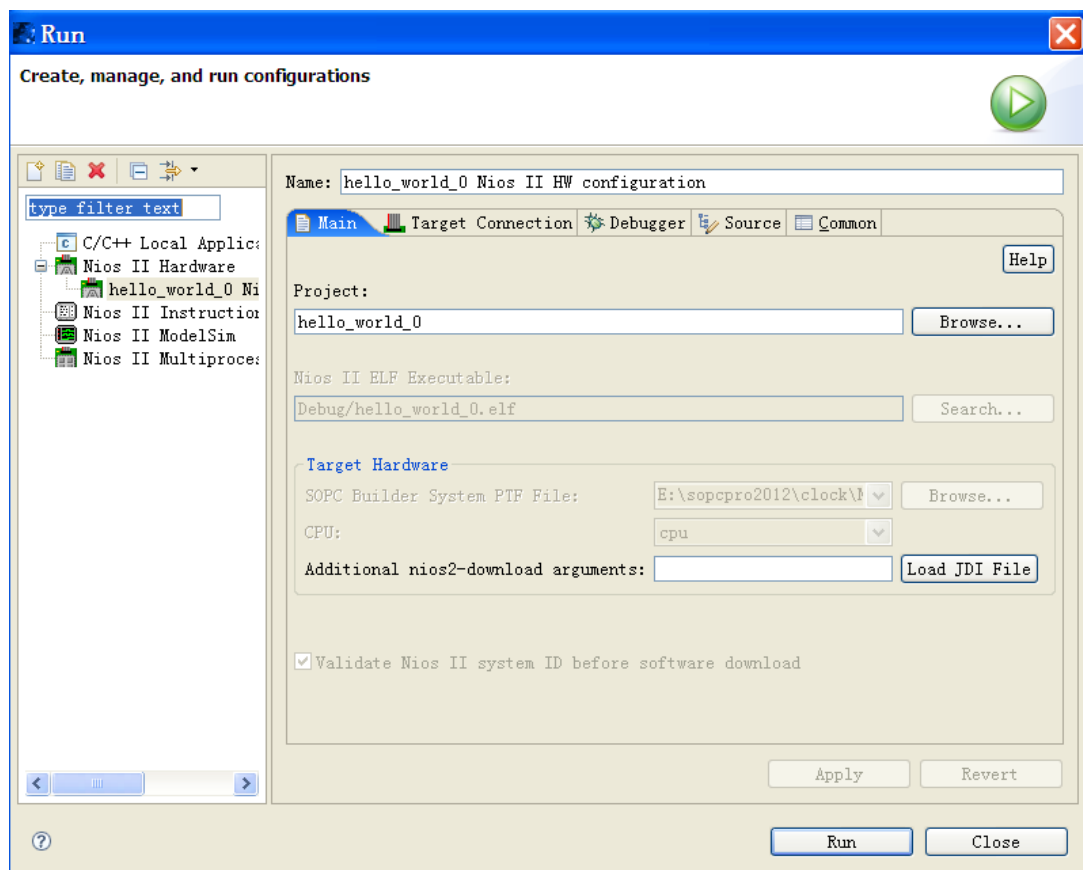 Run
Create, manage, and run configurations
type filter text
C/C++ Local Applic
Nios II Hardware
hello_world_0 Ni
Nios II Instruction
Nios II ModelSim
Nios II Multiproce
Name: hello_world_0 Nios II HW configuration
Main Target Connection Debugger Source Common
Help
Project:
hello_world_0 Browse...
Nios II ELF Executable:
Debug/hello_world_0.elf Search...
Target Hardware
SOPC Builder System PTF File: E:\sopcpro2012\clock\ Browse...
CPU: cpu
Additional nios2-download arguments: Load JDI File
Validate Nios II system ID before software download
Apply Revert
Run Close